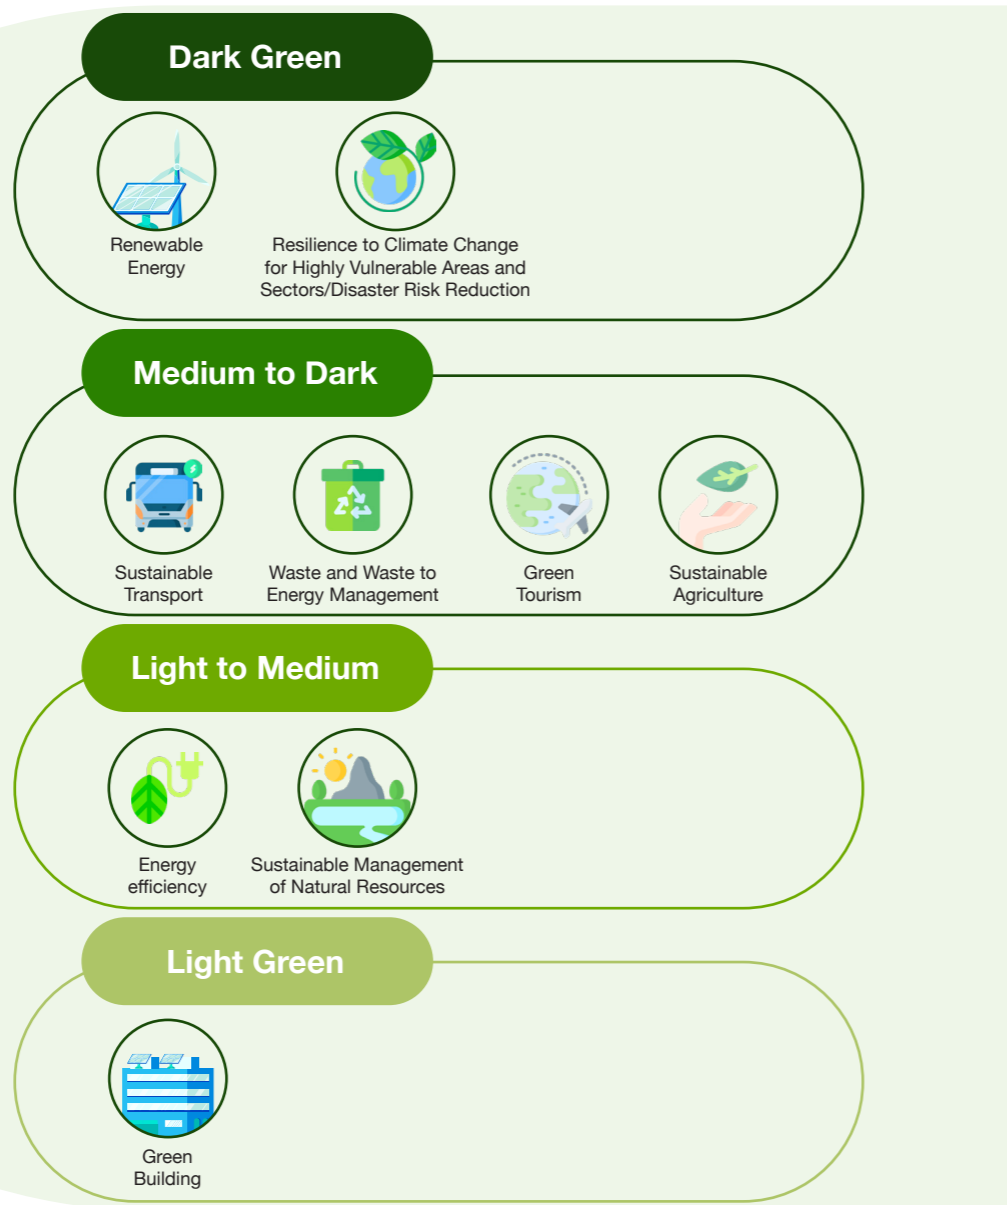 Dark Green
Renewable
Energy
Resilience to Climate Change
for Highly Vulnerable Areas and
Sectors/Disaster Risk Reduction
Medium to Dark
Sustainable
Transport
Waste and Waste to
Energy Management
Green
Tourism
Sustainable
Agriculture
Light to Medium
Energy
efficiency
Sustainable Management
of Natural Resources
Light Green
Green
Building